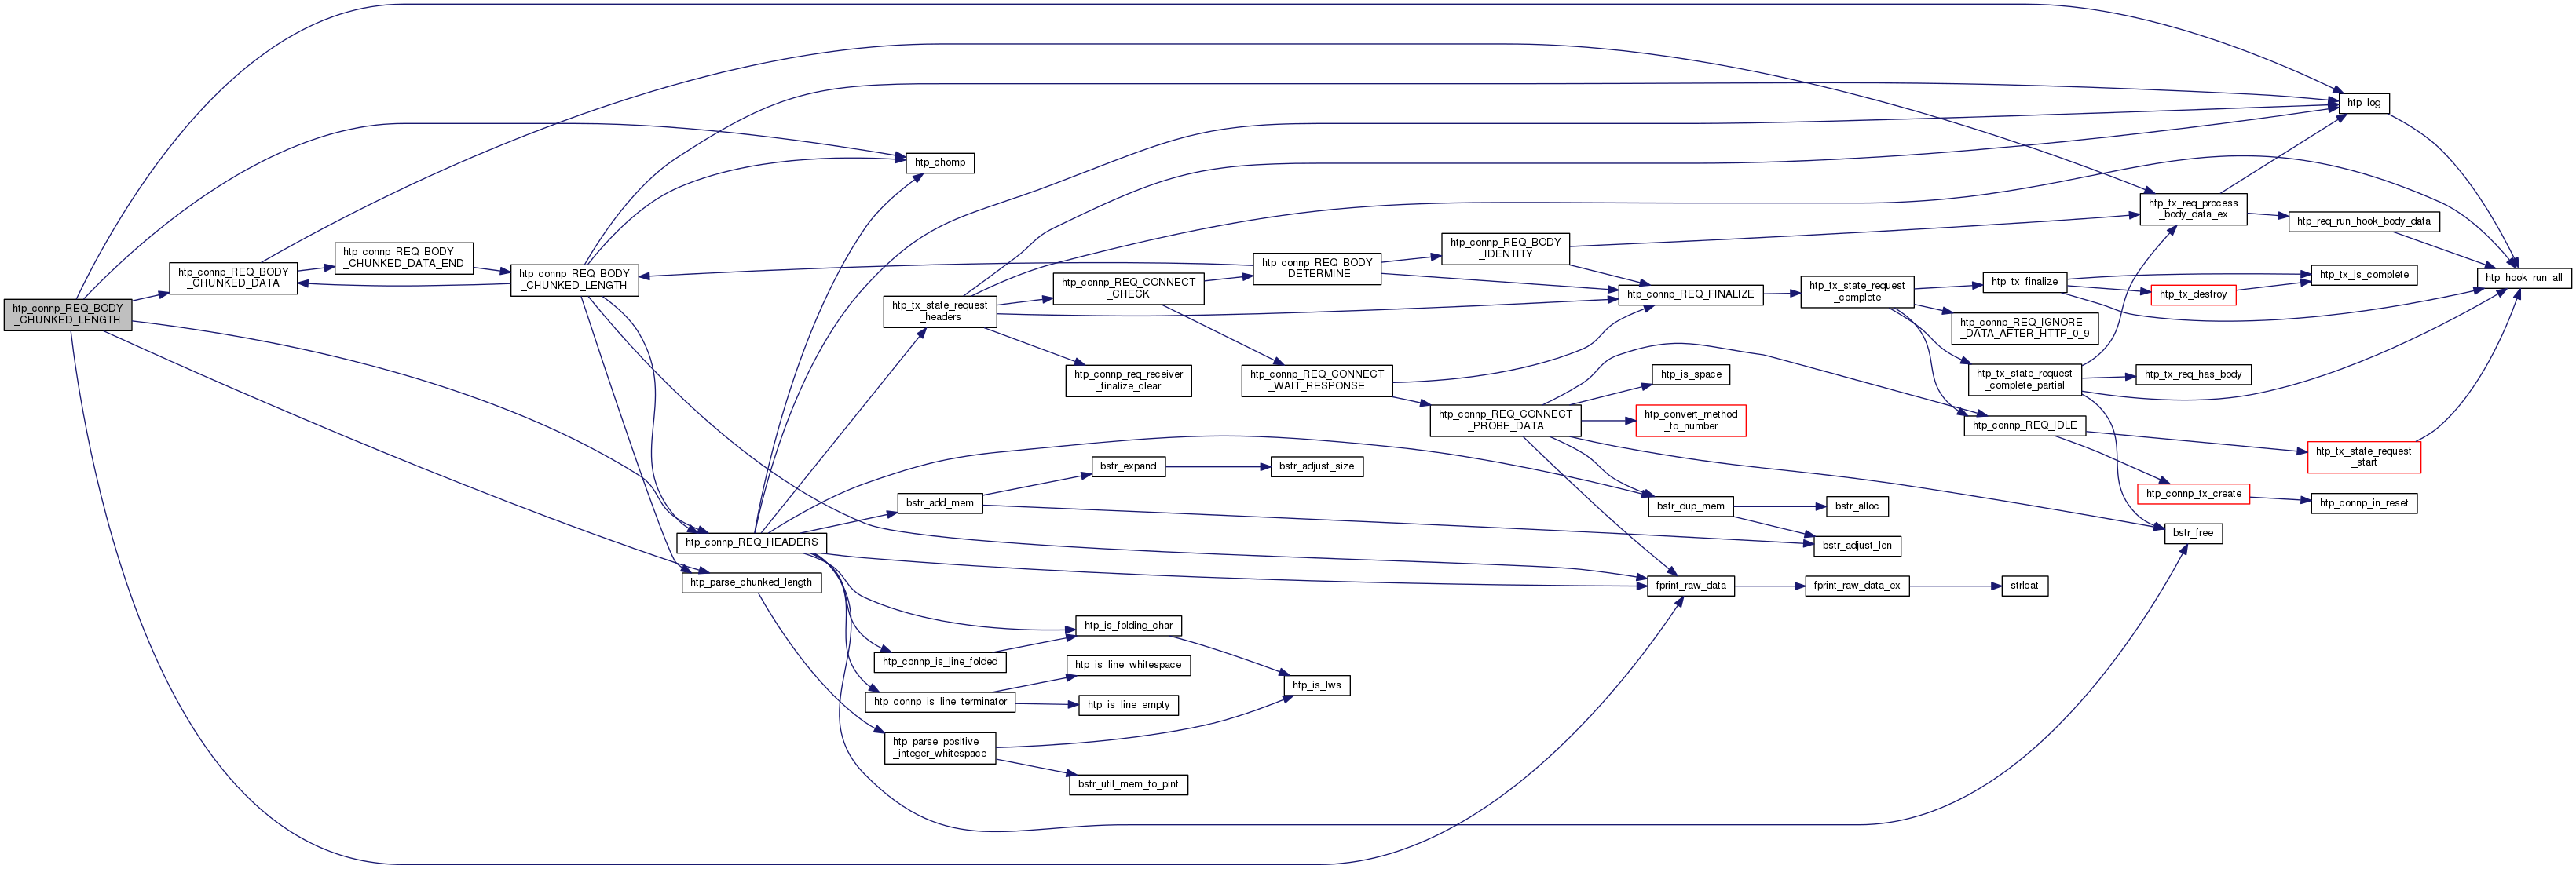 htp_connp_REQ_BODY
_CHUNKED_LENGTH
htp_connp_REQ_BODY
_CHUNKED_DATA
htp_connp_REQ_BODY
_CHUNKED_DATA_END
htp_connp_REQ_BODY
_CHUNKED_LENGTH
htp_chomp
htp_connp_REQ_HEADERS
htp_parse_chunked_length
htp_tx_state_request
_headers
bstr_add_mem
htp_connp_is_line_folded
htp_connp_is_line_terminator
htp_parse_positive
_integer_whitespace
htp_connp_REQ_CONNECT
_CHECK
htp_connp_req_receiver
_finalize_clear
bstr_expand
htp_is_folding_char
htp_is_line_whitespace
htp_is_line_empty
bstr_util_mem_to_pint
htp_connp_REQ_BODY
_DETERMINE
htp_connp_REQ_CONNECT
_WAIT_RESPONSE
bstr_adjust_size
htp_is_lws
htp_connp_REQ_BODY
_IDENTITY
htp_connp_REQ_CONNECT
_PROBE_DATA
htp_connp_REQ_FINALIZE
htp_is_space
htp_convert_method
_to_number
bstr_dup_mem
fprint_raw_data
htp_tx_state_request
_complete
bstr_alloc
bstr_adjust_len
fprint_raw_data_ex
htp_tx_finalize
htp_connp_REQ_IGNORE
_DATA_AFTER_HTTP_0_9
htp_tx_state_request
_complete_partial
htp_connp_REQ_IDLE
strlcat
htp_tx_req_process
_body_data_ex
htp_tx_destroy
htp_tx_req_has_body
htp_connp_tx_create
bstr_free
htp_log
htp_req_run_hook_body_data
htp_tx_is_complete
htp_tx_state_request
_start
htp_connp_in_reset
htp_hook_run_all